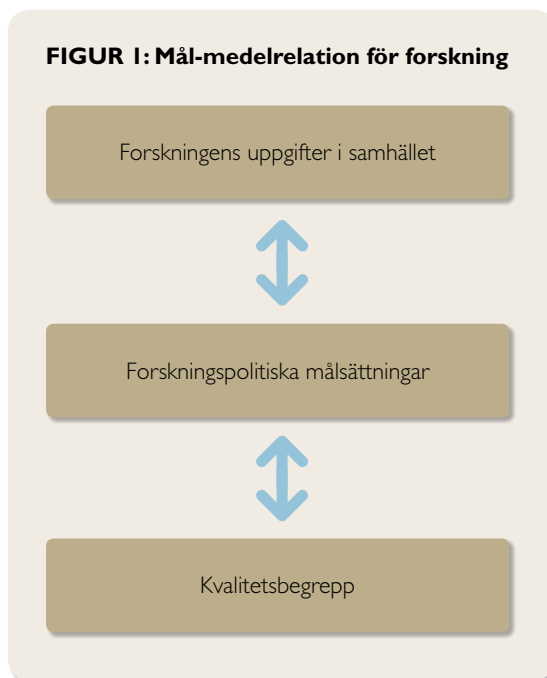 FIGUR 1: Mål-medelrelation för forskning
Forskningens uppgifter i samhället
Forskningspolitiska målsättningar
Kvalitetsbegrepp